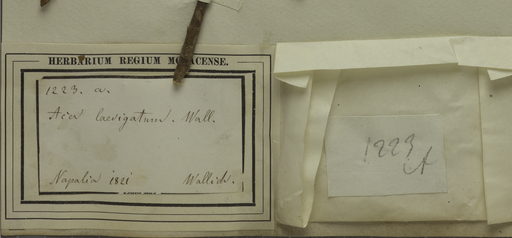 HERBARIUM REGIUM MONACENSE.
1223. a.
Acer laevigatum. Wall.
Napalia 1821 Wallich.
1223 A